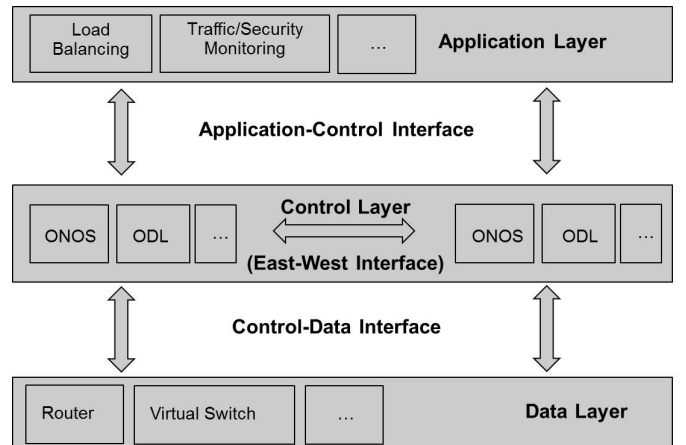 Load
Balancing
Traffic/Security
Monitoring
...
Application Layer
Application-Control Interface
ONOS
ODL
...
Control Layer
(East-West Interface)
ONOS
ODL
...
Control-Data Interface
Router
Virtual Switch
...
Data Layer